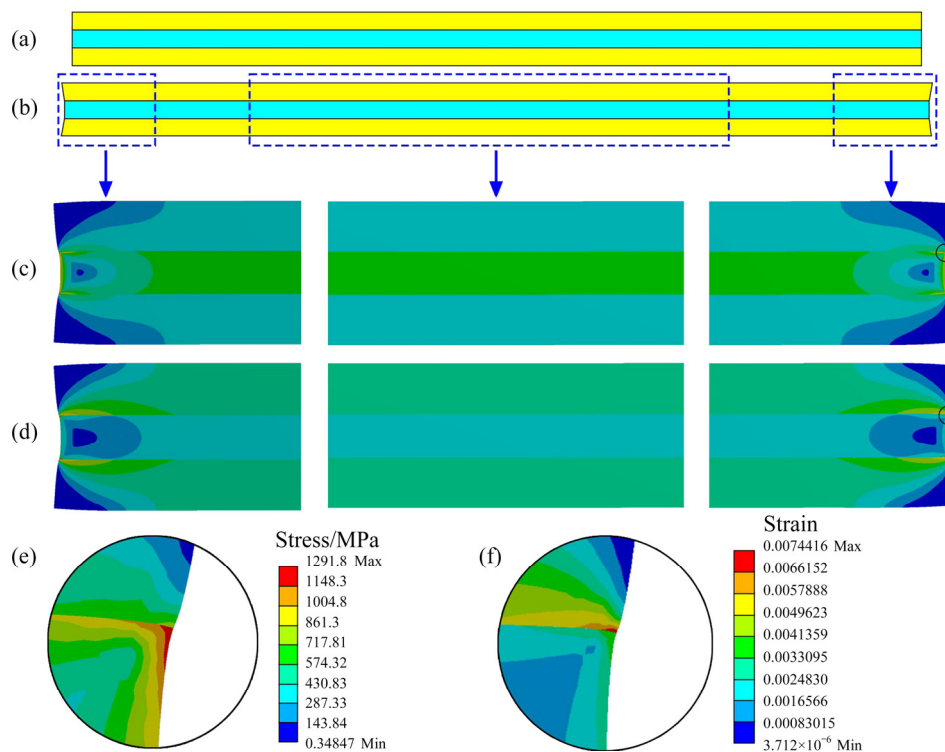 (a)
(b)
(c)
(d)
(e)
Stress/MPa
1291.8 Max
1148.3
1004.8
861.3
717.81
574.32
430.83
287.33
143.84
0.34847 Min
(f)
Strain
0.0074416 Max
0.0066152
0.0057888
0.0049623
0.0041359
0.0033095
0.0024830
0.0016566
0.00083015
3.712×10⁻⁶ Min